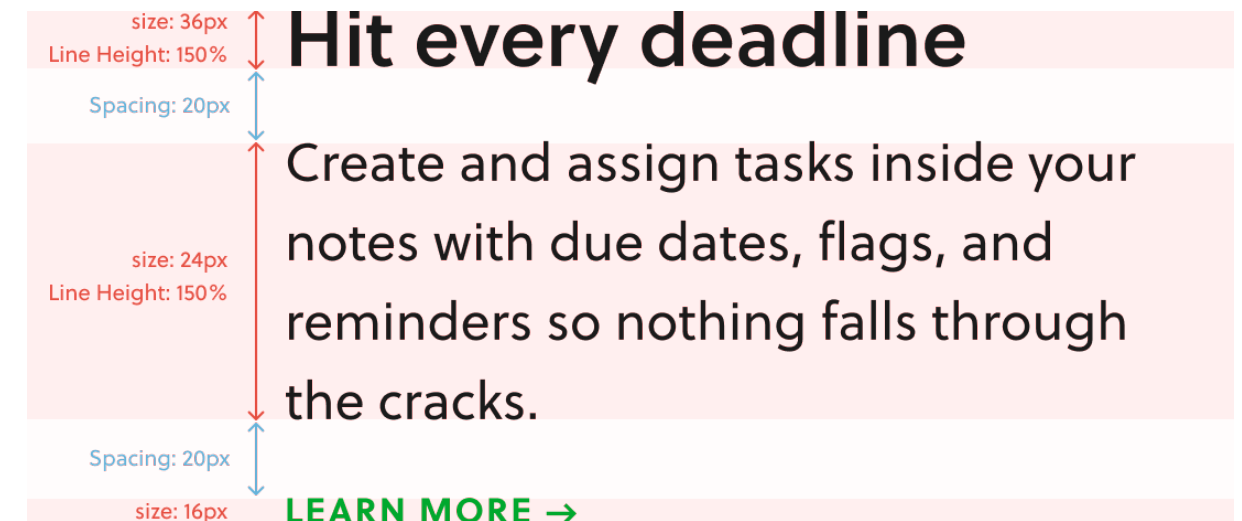 size: 36px
Line Height: 150%
Hit every deadline
Spacing: 20px
size: 24px
Line Height: 150%
Create and assign tasks inside your
notes with due dates, flags, and
reminders so nothing falls through
the cracks.
Spacing: 20px
size: 16px
LEARN MORE →